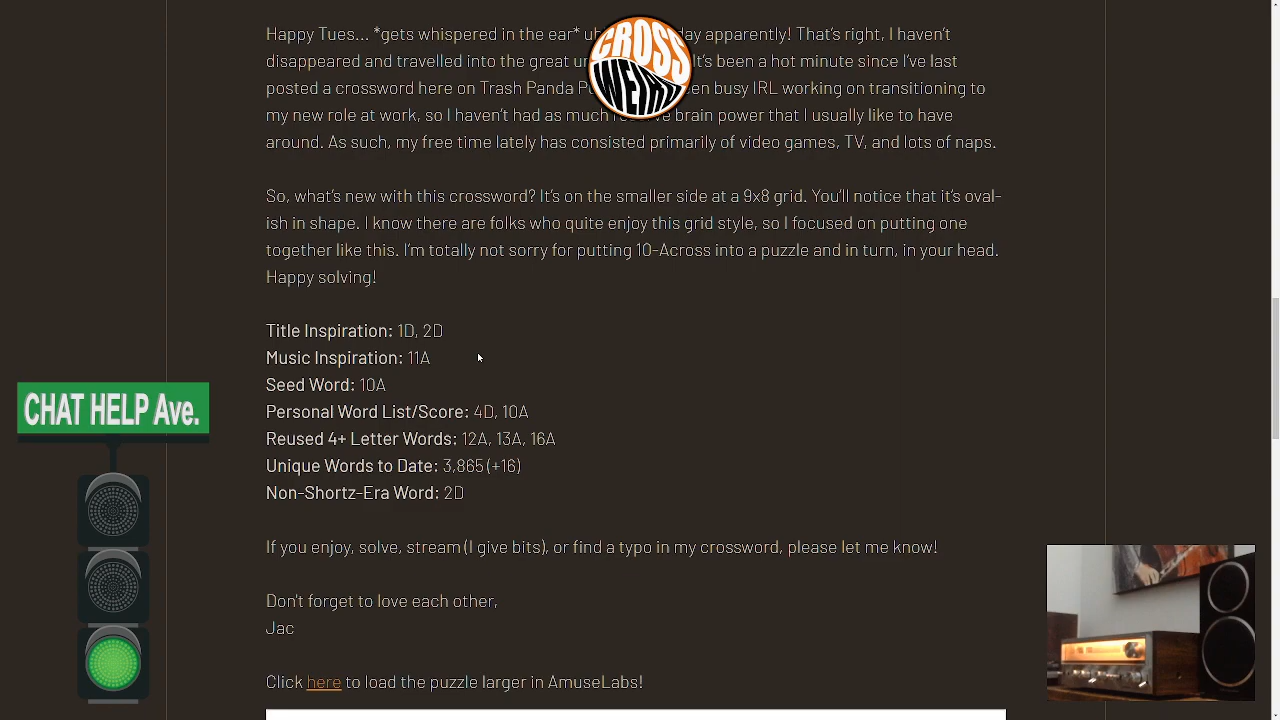 Happy Tues... *gets whispered in the ear* day apparently! That's right, I haven't
disappeared and travelled into the great It's been a hot minute since I've last
posted a crossword here on Trash Panda busy IRL working on transitioning to
my new role at work, so I haven't had as much brain power that I usually like to have
around. As such, my free time lately has consisted primarily of video games, TV, and lots of naps.
CROSS
WEIRD
So, what's new with this crossword? It's on the smaller side at a 9x8 grid. You'll notice that it's oval-
ish in shape. I know there are folks who quite enjoy this grid style, so I focused on putting one
together like this. I'm totally not sorry for putting 10-Across into a puzzle and in turn, in your head.
Happy solving!
Title Inspiration: 1D, 2D
Music Inspiration: 11A
Seed Word: 10A
Personal Word List/Score: 4D, 10A
Reused 4+ Letter Words: 12A, 13A, 16A
Unique Words to Date: 3,865 (+16)
Non-Shortz-Era Word: 2D
CHAT HELP Ave.
If you enjoy, solve, stream (I give bits), or find a typo in my crossword, please let me know!
Don't forget to love each other,
Jac
Click here to load the puzzle larger in AmuseLabs!